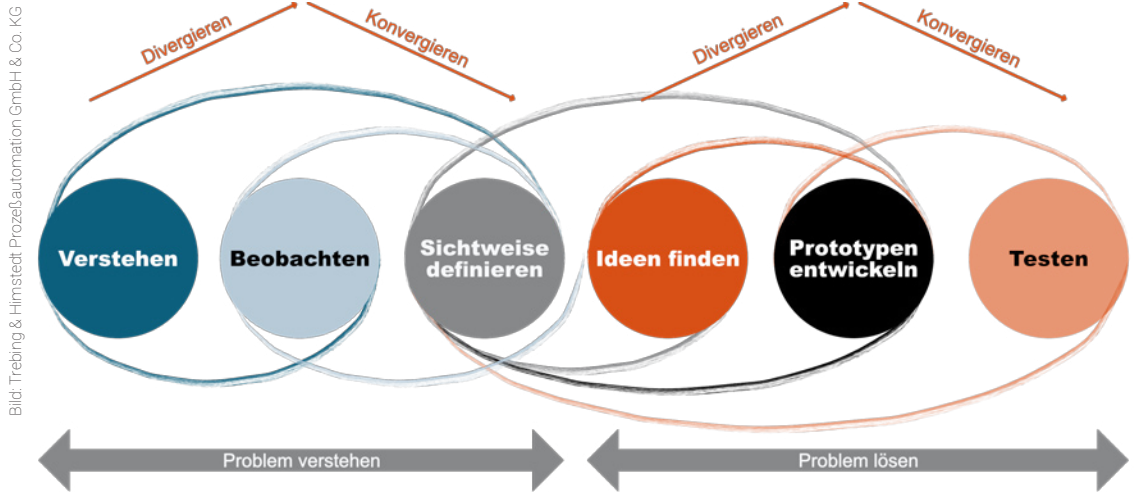 Divergieren
Konvergieren
Divergieren
Konvergieren
Verstehen
Beobachten
Sichtweise
definieren
Ideen finden
Prototypen
entwickeln
Testen
Problem verstehen
Problem lösen
Bild: Trebing & Himstedt Prozeßautomation GmbH & Co. KG